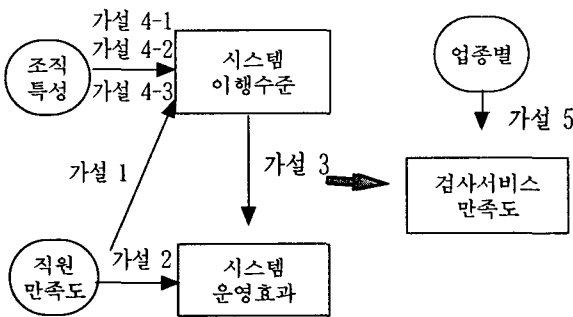 가설 4-1
가설 4-2
가설 4-3
조직
특성
시스템
이행수준
업종별
가설 5
가설 1
가설 3
검사서비스
만족도
직원
만족도
가설 2
시스템
운영효과